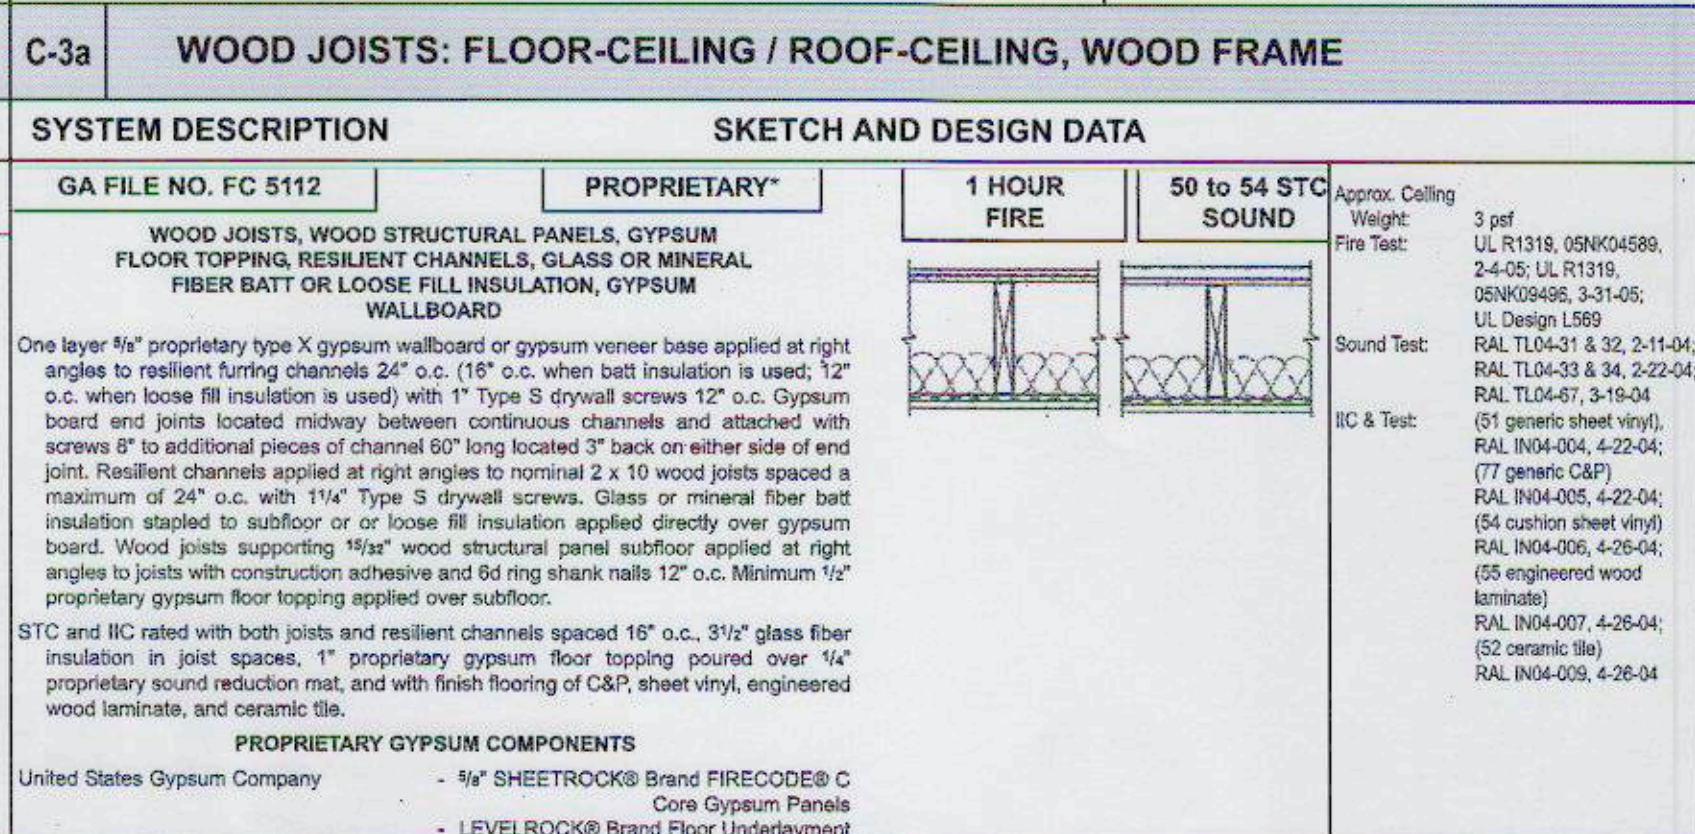 C-3a
WOOD JOISTS: FLOOR-CEILING / ROOF-CEILING, WOOD FRAME
SYSTEM DESCRIPTION
SKETCH AND DESIGN DATA
GA FILE NO. FC 5112
PROPRIETARY*
WOOD JOISTS, WOOD STRUCTURAL PANELS, GYPSUM
FLOOR TOPPING, RESILIENT CHANNELS, GLASS OR MINERAL
FIBER BATT OR LOOSE FILL INSULATION, GYPSUM
WALLBOARD
One layer 5/8" proprietary type X gypsum wallboard or gypsum veneer base applied at right
angles to resilient furring channels 24" o.c. (16" o.c. when batt insulation is used; 12"
o.c. when loose fill insulation is used) with 1" Type S drywall screws 12" o.c. Gypsum
board end joints located midway between continuous channels and attached with
screws 8" to additional pieces of channel 60" long located 3" back on either side of end
joint. Resilient channels applied at right angles to nominal 2 x 10 wood joists spaced a
maximum of 24" o.c. with 1 1/4" Type S drywall screws. Glass or mineral fiber batt
insulation stapled to subfloor or or loose fill insulation applied directly over gypsum
board. Wood joists supporting 15/32" wood structural panel subfloor applied at right
angles to joists with construction adhesive and 6d ring shank nails 12" o.c. Minimum 1/2"
proprietary gypsum floor topping applied over subfloor.
STC and IIC rated with both joists and resilient channels spaced 16" o.c., 3 1/2" glass fiber
insulation in joist spaces, 1" proprietary gypsum floor topping poured over 1/4"
proprietary sound reduction mat, and with finish flooring of C&P, sheet vinyl, engineered
wood laminate, and ceramic tile.
PROPRIETARY GYPSUM COMPONENTS
United States Gypsum Company - 5/8" SHEETROCK® Brand FIRECODE® C
Core Gypsum Panels
- LEVELROCK® Brand Floor Underlayment
1 HOUR
FIRE
50 to 54 STC
SOUND
Approx. Ceiling
Weight: 3 psf
Fire Test: UL R1319, 05NK04589,
2-4-05; UL R1319,
05NK09496, 3-31-05;
UL Design L569
Sound Test: RAL TL04-31 & 32, 2-11-04;
RAL TL04-33 & 34, 2-22-04;
RAL TL04-67, 3-19-04
IIC & Test: (51 generic sheet vinyl),
RAL IN04-004, 4-22-04;
(77 generic C&P)
RAL IN04-005, 4-22-04;
(54 cushion sheet vinyl)
RAL IN04-006, 4-26-04;
(55 engineered wood
laminate)
RAL IN04-007, 4-26-04;
(52 ceramic tile)
RAL IN04-009, 4-26-04